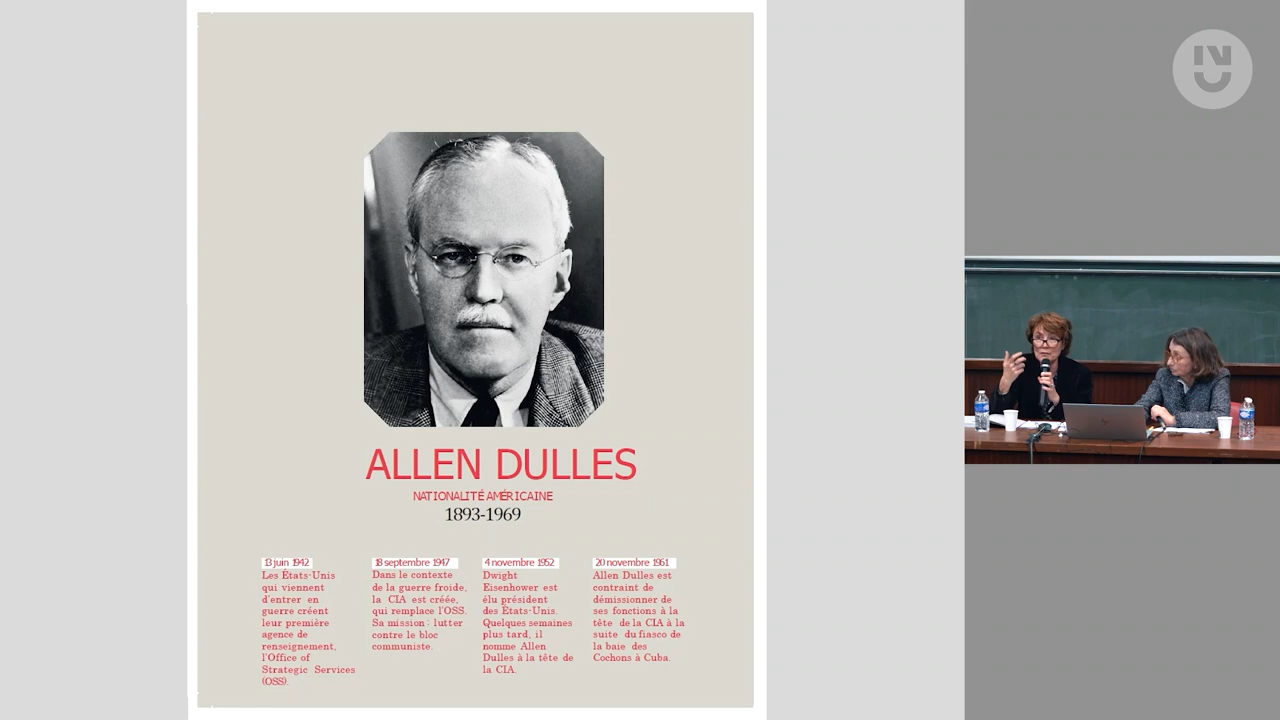 ALLEN DULLES
NATIONALITÉ AMÉRICAINE
1893-1969
13 juin 1942
Les États-Unis
qui viennent
d'entrer en
guerre créent
leur première
agence de
renseignement,
l'Office of
Strategic Services
(OSS).
18 septembre 1947
Dans le contexte
de la guerre froide,
la CIA est créée,
qui remplace l'OSS.
Sa mission : lutter
contre le bloc
communiste.
4 novembre 1952
Dwight
Eisenhower est
élu président
des États-Unis.
Quelques semaines
plus tard, il
nomme Allen
Dulles à la tête de
la CIA.
20 novembre 1961
Allen Dulles est
contraint de
démissionner de
ses fonctions à la
tête de la CIA à la
suite du fiasco de
la baie des
Cochons à Cuba.